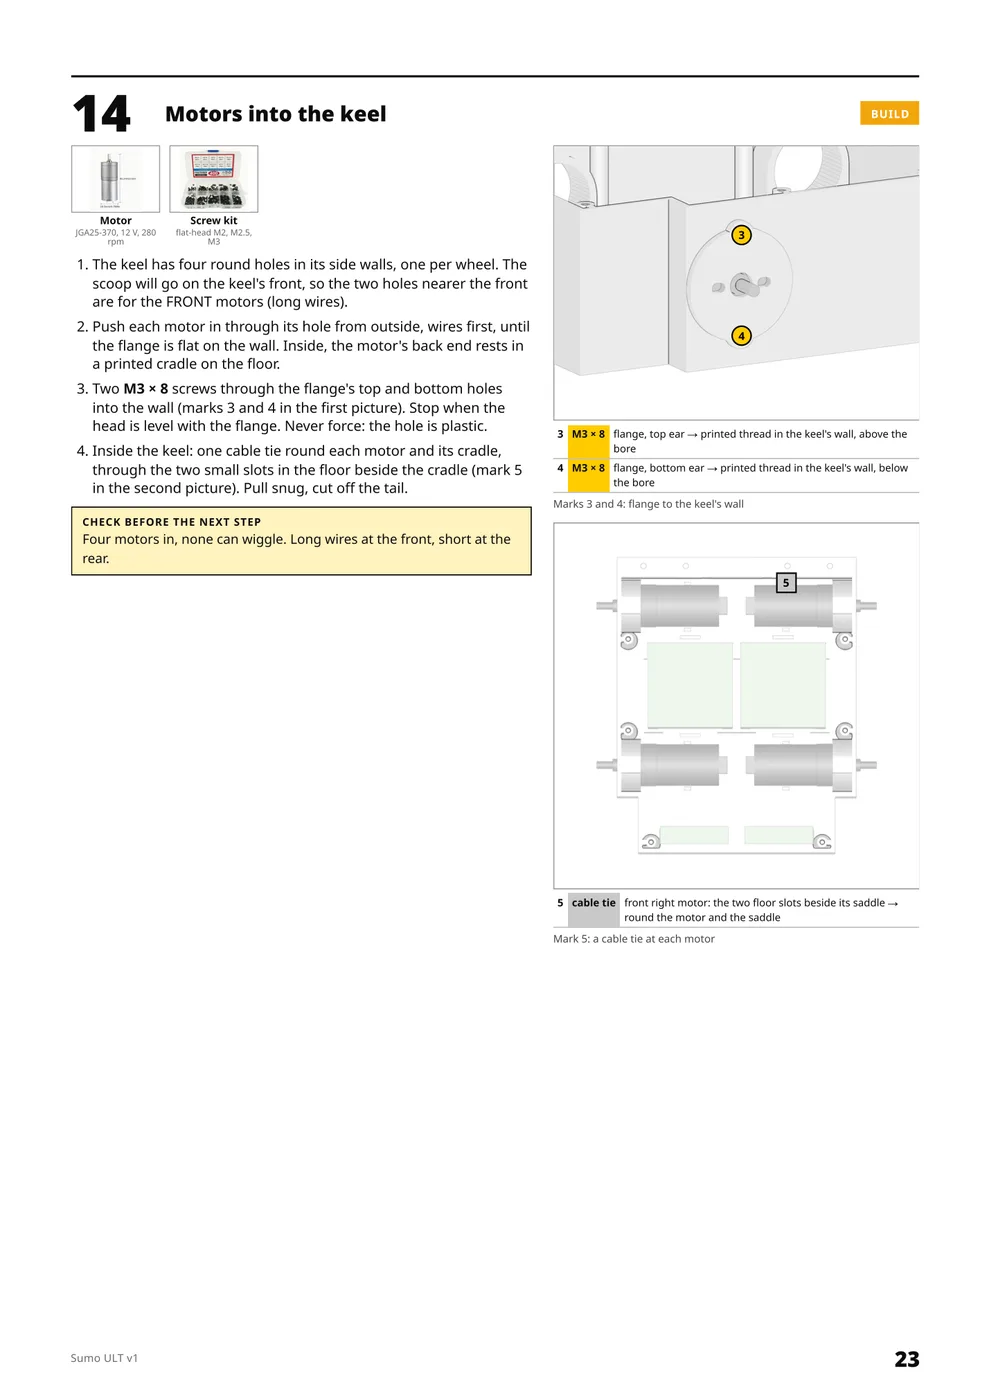 14
Motors into the keel
BUILD
Motor
JGA25-370, 12 V, 280
rpm
Screw kit
flat-head M2, M2.5,
M3
1. The keel has four round holes in its side walls, one per wheel. The
scoop will go on the keel's front, so the two holes nearer the front
are for the FRONT motors (long wires).
2. Push each motor in through its hole from outside, wires first, until
the flange is flat on the wall. Inside, the motor's back end rests in
a printed cradle on the floor.
3. Two M3 × 8 screws through the flange's top and bottom holes
into the wall (marks 3 and 4 in the first picture). Stop when the
head is level with the flange. Never force: the hole is plastic.
4. Inside the keel: one cable tie round each motor and its cradle,
through the two small slots in the floor beside the cradle (mark 5
in the second picture). Pull snug, cut off the tail.
CHECK BEFORE THE NEXT STEP
Four motors in, none can wiggle. Long wires at the front, short at the
rear.
3
4
3 M3 × 8 flange, top ear → printed thread in the keel's wall, above the
bore
4 M3 × 8 flange, bottom ear → printed thread in the keel's wall, below
the bore
Marks 3 and 4: flange to the keel's wall
5
5 cable tie front right motor: the two floor slots beside its saddle →
round the motor and the saddle
Mark 5: a cable tie at each motor
Sumo ULT v1
23